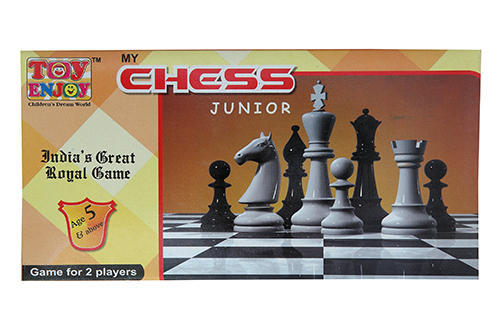 TOY
ENJOY
TM
Children's Dream World
MY
CHESS
JUNIOR
India's Great
Royal Game
Age 5
& above
Game for 2 players